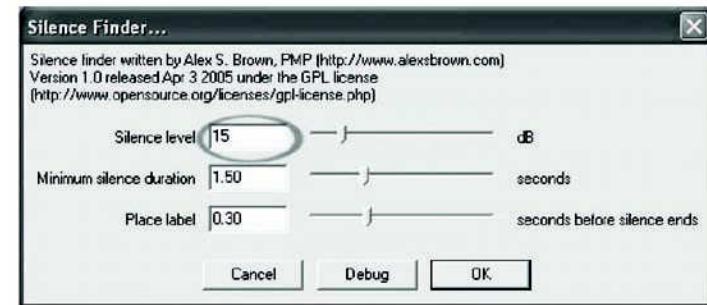 Silence Finder...
Silence finder written by Alex S. Brown, PMP (http://www.alexsbrown.com)
Version 1.0 released Apr 3 2005 under the GPL license
(http://www.opensource.org/licenses/gpl-license.php)
Silence level 15 dB
Minimum silence duration 1.50 seconds
Place label 0.30 seconds before silence ends
Cancel Debug OK